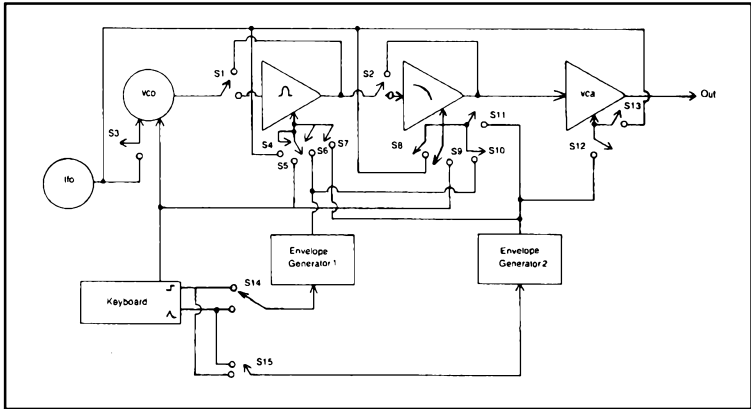 S1
S2
vco
vca
S13
Out
S3
S4
S6
S7
S8
S11
S10
S5
S9
S12
lfo
Envelope
Generator 1
Envelope
Generator 2
Keyboard
S14
S15